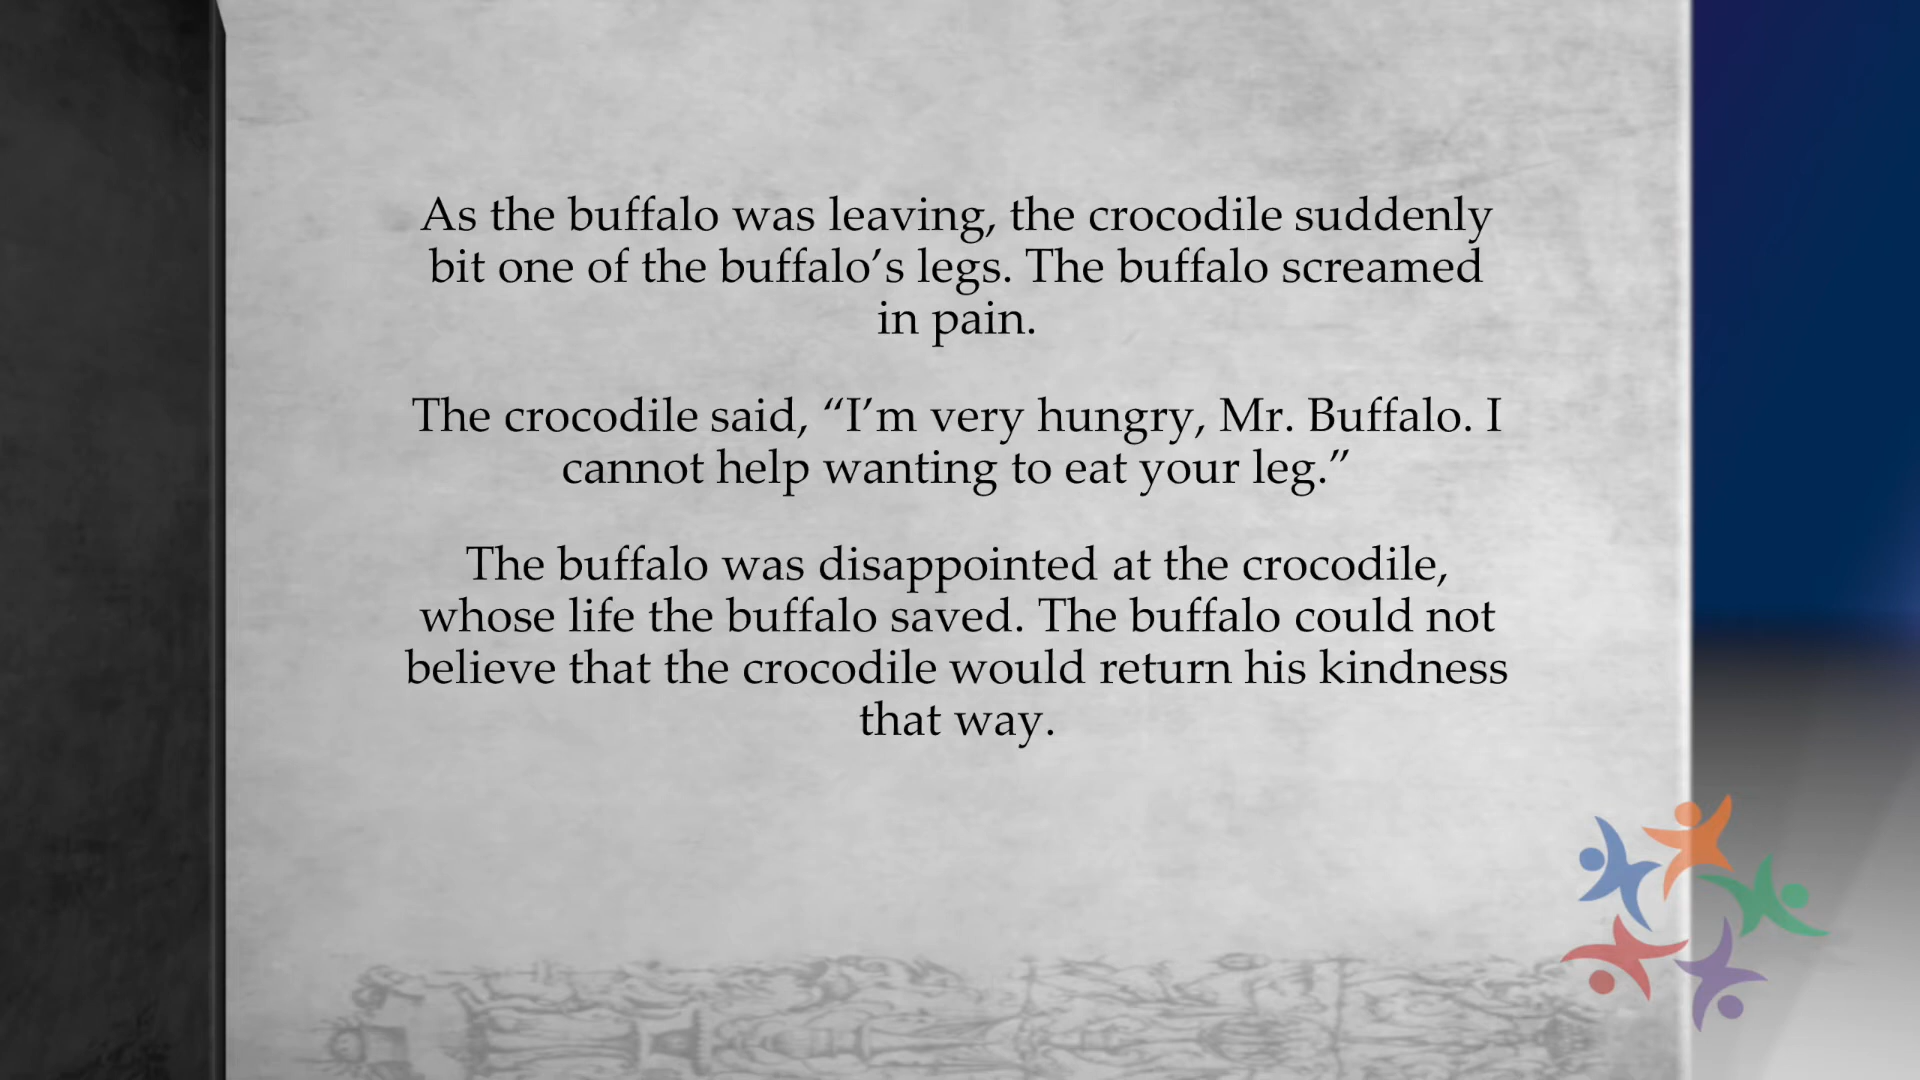 As the buffalo was leaving, the crocodile suddenly
bit one of the buffalo’s legs. The buffalo screamed
in pain.
The crocodile said, “I’m very hungry, Mr. Buffalo. I
cannot help wanting to eat your leg.”
The buffalo was disappointed at the crocodile,
whose life the buffalo saved. The buffalo could not
believe that the crocodile would return his kindness
that way.